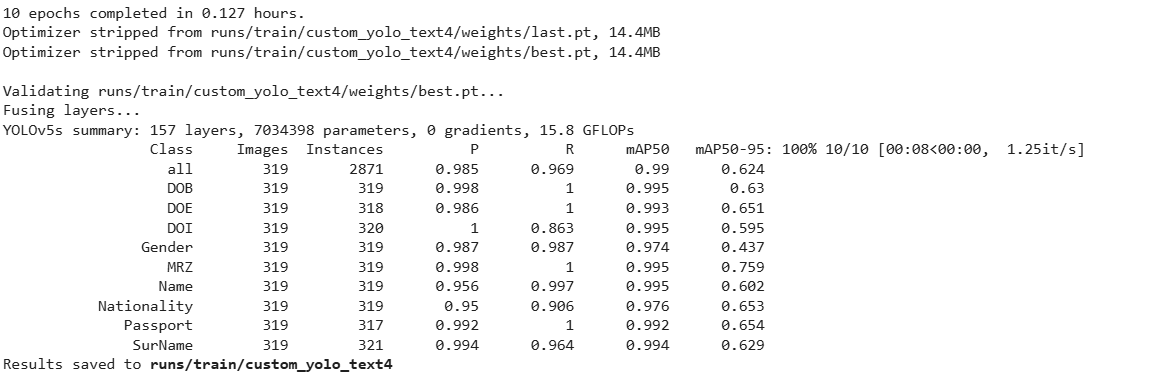 10 epochs completed in 0.127 hours.
Optimizer stripped from runs/train/custom_yolo_text4/weights/last.pt, 14.4MB
Optimizer stripped from runs/train/custom_yolo_text4/weights/best.pt, 14.4MB
Validating runs/train/custom_yolo_text4/weights/best.pt...
Fusing layers...
YOLOv5s summary: 157 layers, 7034398 parameters, 0 gradients, 15.8 GFLOPs
Class Images Instances P R mAP50 mAP50-95: 100% 10/10 [00:08<00:00, 1.25it/s]
all 319 2871 0.985 0.969 0.99 0.624
DOB 319 319 0.998 1 0.995 0.63
DOE 319 318 0.986 1 0.993 0.651
DOI 319 320 1 0.863 0.995 0.595
Gender 319 319 0.987 0.987 0.974 0.437
MRZ 319 319 0.998 1 0.995 0.759
Name 319 319 0.956 0.997 0.995 0.602
Nationality 319 319 0.95 0.906 0.976 0.653
Passport 319 317 0.992 1 0.992 0.654
SurName 319 321 0.994 0.964 0.994 0.629
Results saved to runs/train/custom_yolo_text4